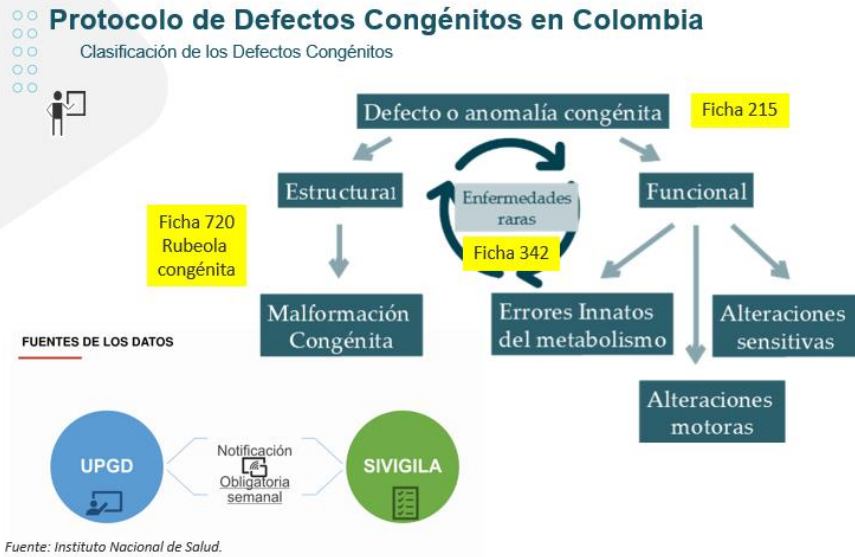 Protocolo de Defectos Congénitos en Colombia
Clasificación de los Defectos Congénitos
Defecto o anomalía congénita
Ficha 215
Estructural
Enfermedades
raras
Funcional
Ficha 720
Rubeola
congénita
Ficha 342
Malformación
Congénita
Errores Innatos
del metabolismo
Alteraciones
sensitivas
Alteraciones
motoras
FUENTES DE LOS DATOS
UPGD
Notificación
Obligatoria
semanal
SIVIGILA
Fuente: Instituto Nacional de Salud.